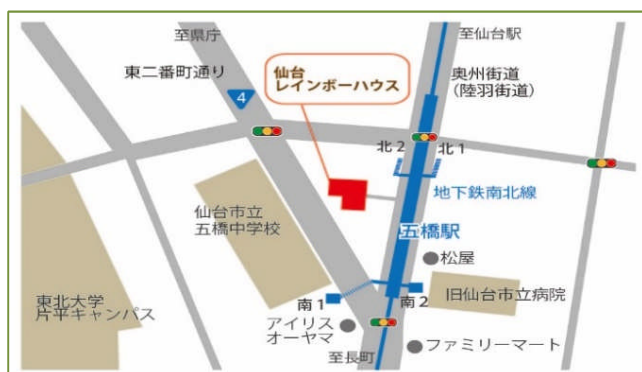 至県庁
至仙台駅
東二番町通り
仙台
レインボーハウス
奥州街道
(陸羽街道)
4
北2
北1
地下鉄南北線
仙台市立
五橋中学校
五橋駅
松屋
東北大学
片平キャンパス
南1
南2
旧仙台市立病院
アイリス
オーヤマ
至長町
ファミリーマート